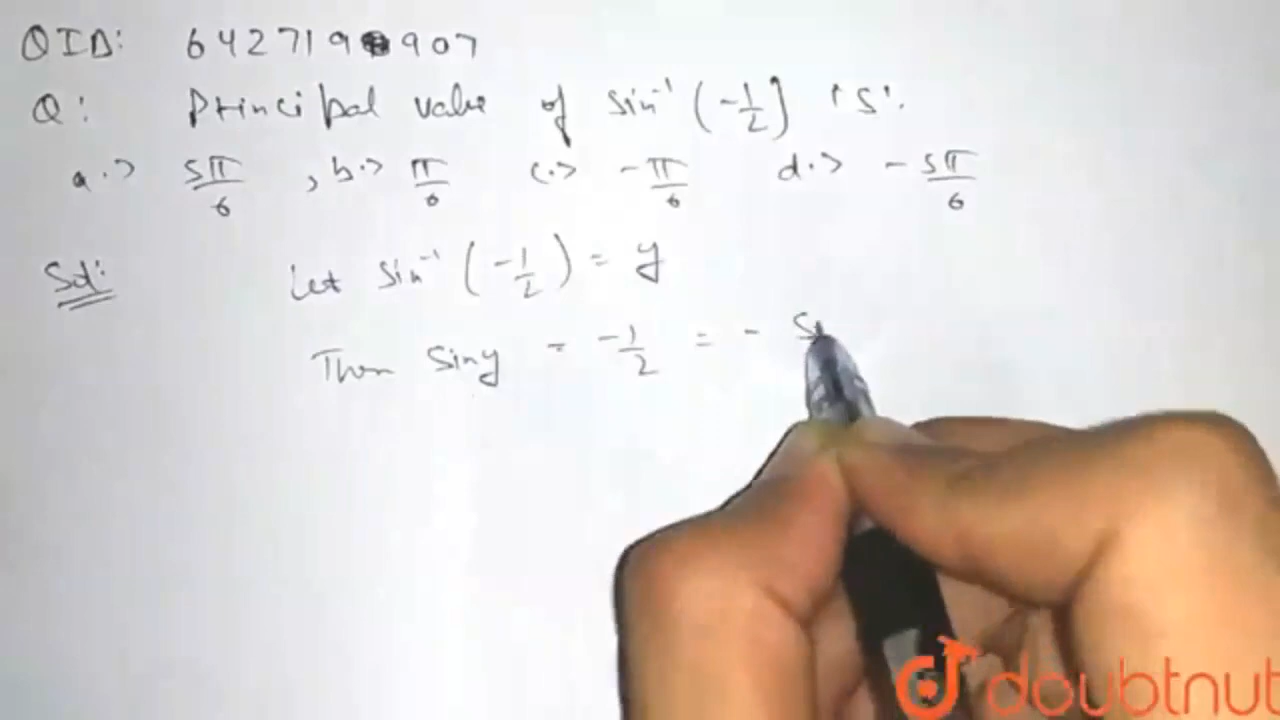 QID: 6427199907
Q: Principal value of sin⁻¹(-1/2] is:
a.> 5π/6 , b.> π/6 c.> -π/6 d.> - 5π/6
Sol: Let sin⁻¹(-1/2) = y
Then Siny = -1/2 = - S
doubtnut